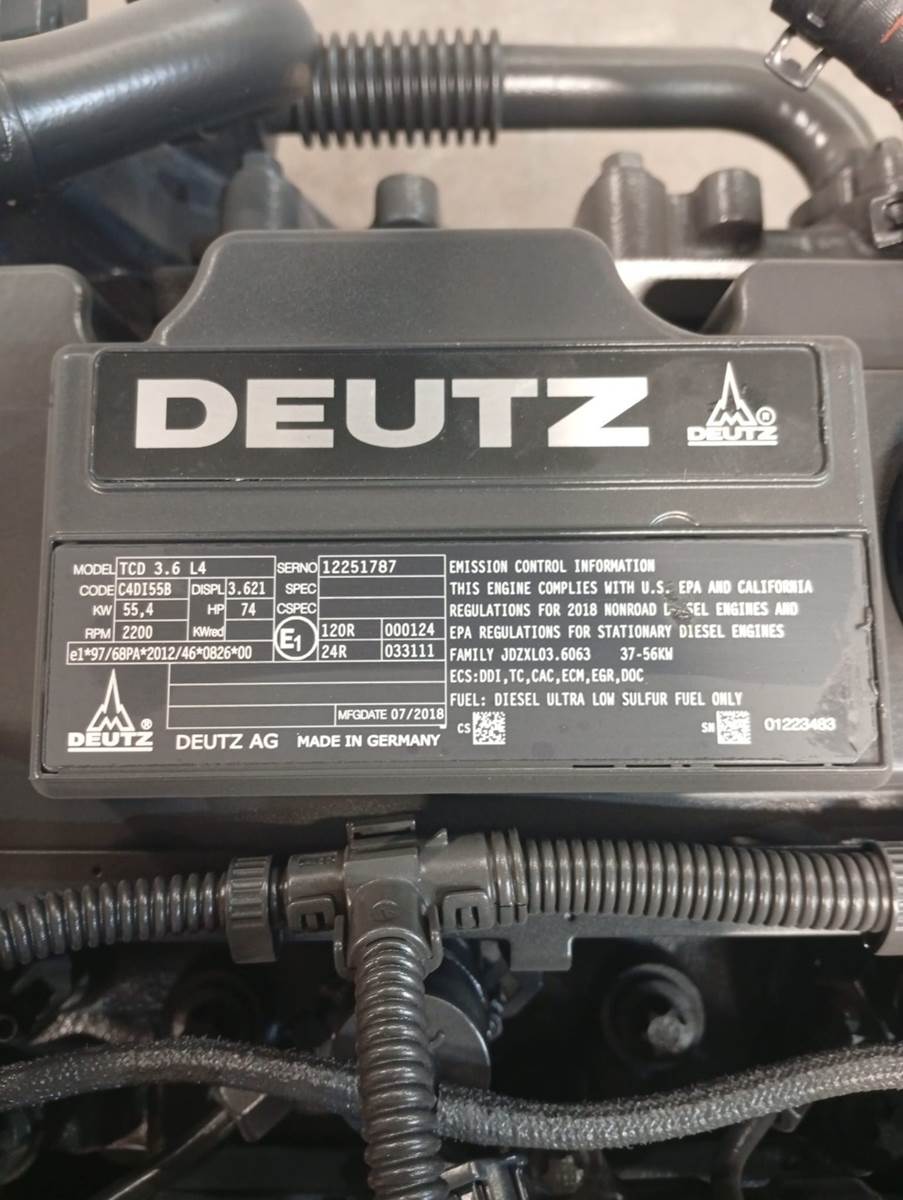 DEUTZ
DEUTZ ®
MODEL TCD 3.6 L4
CODE C4DI55B DISPL 3.621
KW 55,4 HP 74
RPM 2200 KWred
e1*97/68PA*2012/46*0826*00
SERNO 12251787
SPEC
CSPEC
E1 120R 000124
24R 033111
MFGDATE 07/2018
DEUTZ ®
DEUTZ AG MADE IN GERMANY
EMISSION CONTROL INFORMATION
THIS ENGINE COMPLIES WITH U.S. EPA AND CALIFORNIA
REGULATIONS FOR 2018 NONROAD DIESEL ENGINES AND
EPA REGULATIONS FOR STATIONARY DIESEL ENGINES
FAMILY JDZXL03.6063 37-56KW
ECS:DDI,TC,CAC,ECM,EGR,DOC
FUEL: DIESEL ULTRA LOW SULFUR FUEL ONLY
CS SN 01223483